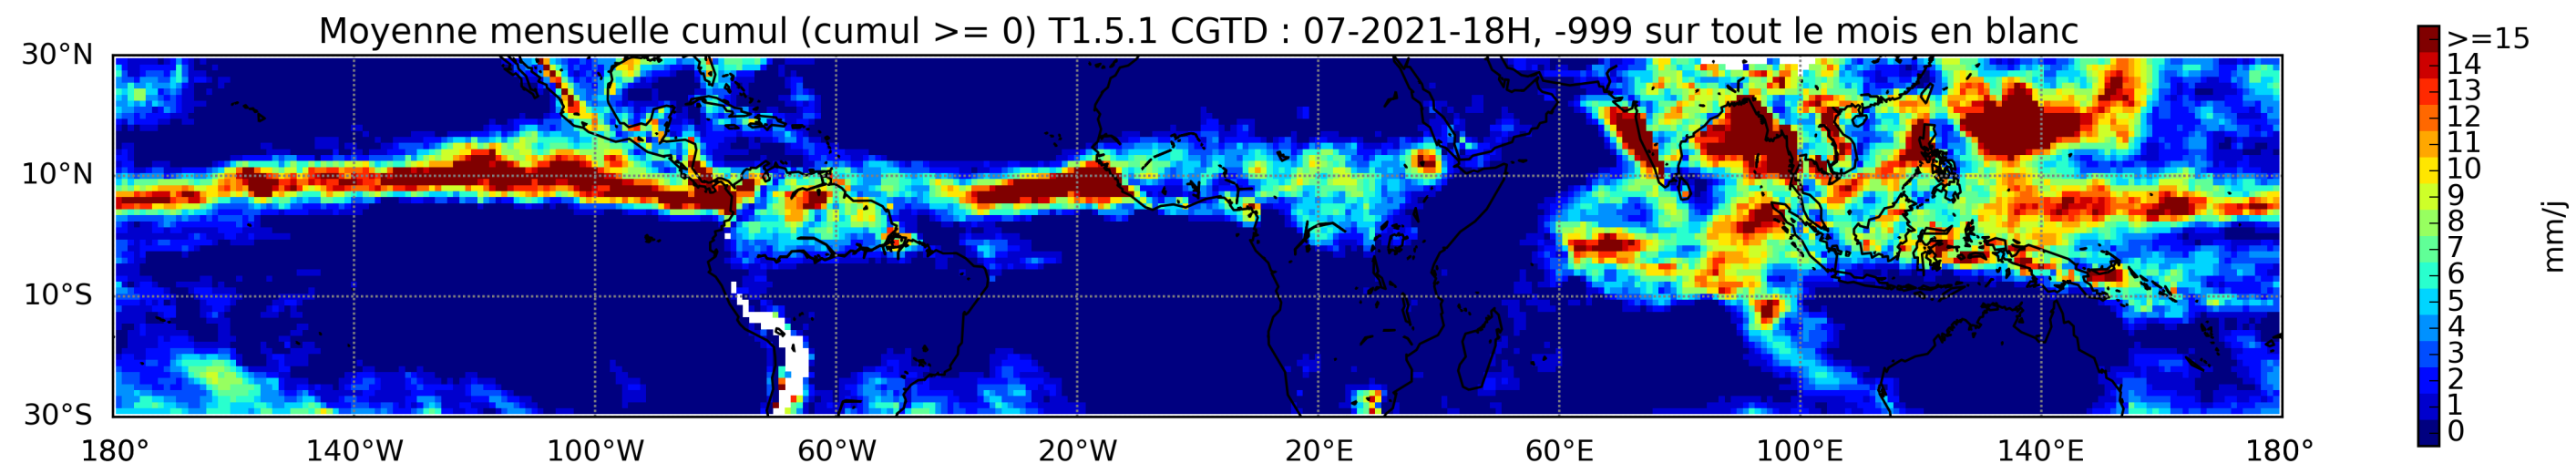 Moyenne mensuelle cumul (cumul >= 0) T1.5.1 CGTD : 07-2021-18H, -999 sur tout le mois en blanc
30°N
10°N
10°S
30°S
180° 140°W 100°W 60°W 20°W 20°E 60°E 100°E 140°E 180°
>=15
14
13
12
11
10
9
8
7
6
5
4
3
2
1
0
mm/j